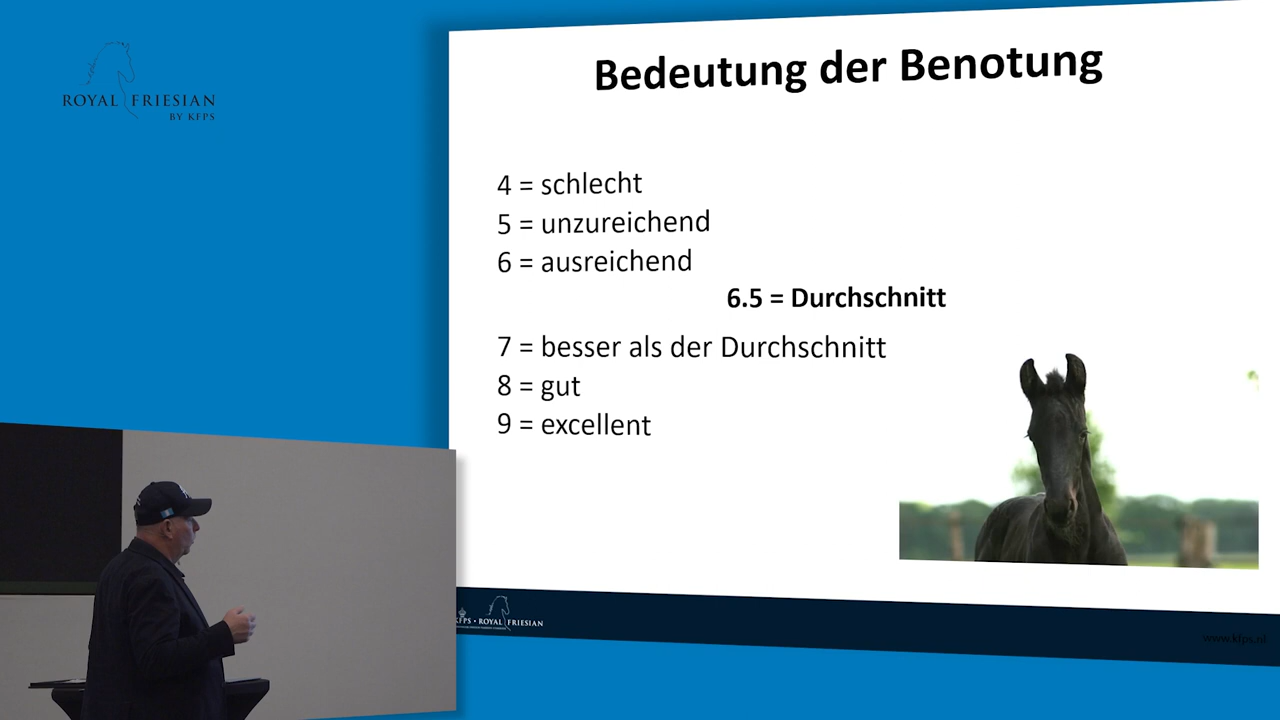 ROYAL FRIESIAN
BY KFPS
Bedeutung der Benotung
4 = schlecht
5 = unzureichend
6 = ausreichend
6.5 = Durchschnitt
7 = besser als der Durchschnitt
8 = gut
9 = excellent
KFPS • ROYAL FRIESIAN
www.kfps.nl